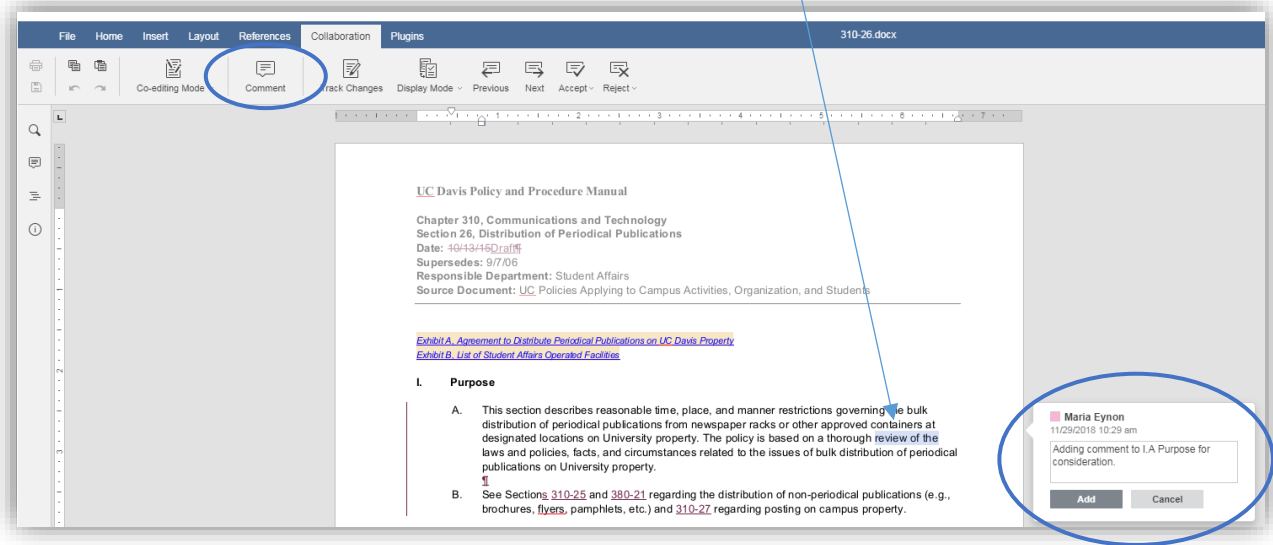 File Home Insert Layout References Collaboration Plugins 310-26.docx
Co-editing Mode Comment Track Changes Display Mode Previous Next Accept Reject
L
1 2 3 4 5 6 7
UC Davis Policy and Procedure Manual
Chapter 310, Communications and Technology
Section 26, Distribution of Periodical Publications
Date: 10/13/15Draft¶
Supersedes: 9/7/06
Responsible Department: Student Affairs
Source Document: UC Policies Applying to Campus Activities, Organization, and Students
Exhibit A, Agreement to Distribute Periodical Publications on UC Davis Property
Exhibit B, List of Student Affairs Operated Facilities
I. Purpose
A. This section describes reasonable time, place, and manner restrictions governing the bulk
distribution of periodical publications from newspaper racks or other approved containers at
designated locations on University property. The policy is based on a thorough review of the
laws and policies, facts, and circumstances related to the issues of bulk distribution of periodical
publications on University property.
¶
B. See Sections 310-25 and 380-21 regarding the distribution of non-periodical publications (e.g.,
brochures, flyers, pamphlets, etc.) and 310-27 regarding posting on campus property.
Maria Eynon
11/29/2018 10:29 am
Adding comment to I.A Purpose for
consideration.
Add Cancel